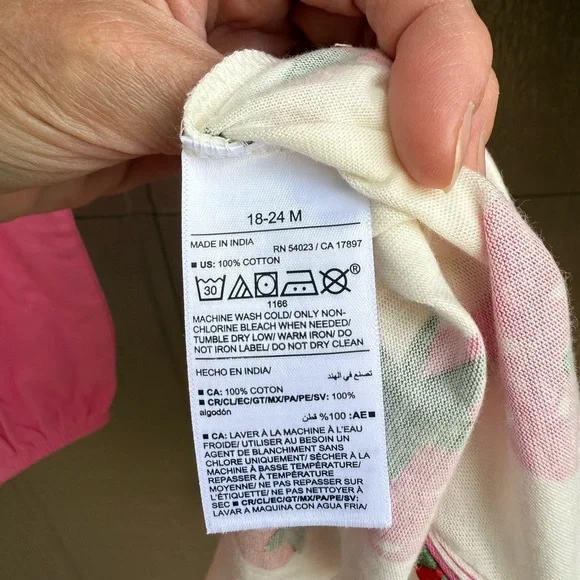 18-24 M
MADE IN INDIA RN 54023 / CA 17897
■ US: 100% COTTON
30 ®
1166
MACHINE WASH COLD/ ONLY NON-
CHLORINE BLEACH WHEN NEEDED/
TUMBLE DRY LOW/ WARM IRON/ DO
NOT IRON LABEL/ DO NOT DRY CLEAN
HECHO EN INDIA/ تصنع في الهند
■ CA: 100% COTTON
■ CR/CL/EC/GT/MX/PA/PE/SV: 100%
algodón
■ AE: 100% قطن
■ CA: LAVER À LA MACHINE À L'EAU
FROIDE/ UTILISER AU BESOIN UN
AGENT DE BLANCHIMENT SANS
CHLORE UNIQUEMENT/ SÉCHER À LA
MACHINE À BASSE TEMPÉRATURE/
REPASSER À TEMPÉRATURE
MOYENNE/ NE PAS REPASSER SUR
L'ÉTIQUETTE/ NE PAS NETTOYER À
SEC ■ CR/CL/EC/GT/MX/PA/PE/SV:
LAVAR A MAQUINA CON AGUA FRIA/